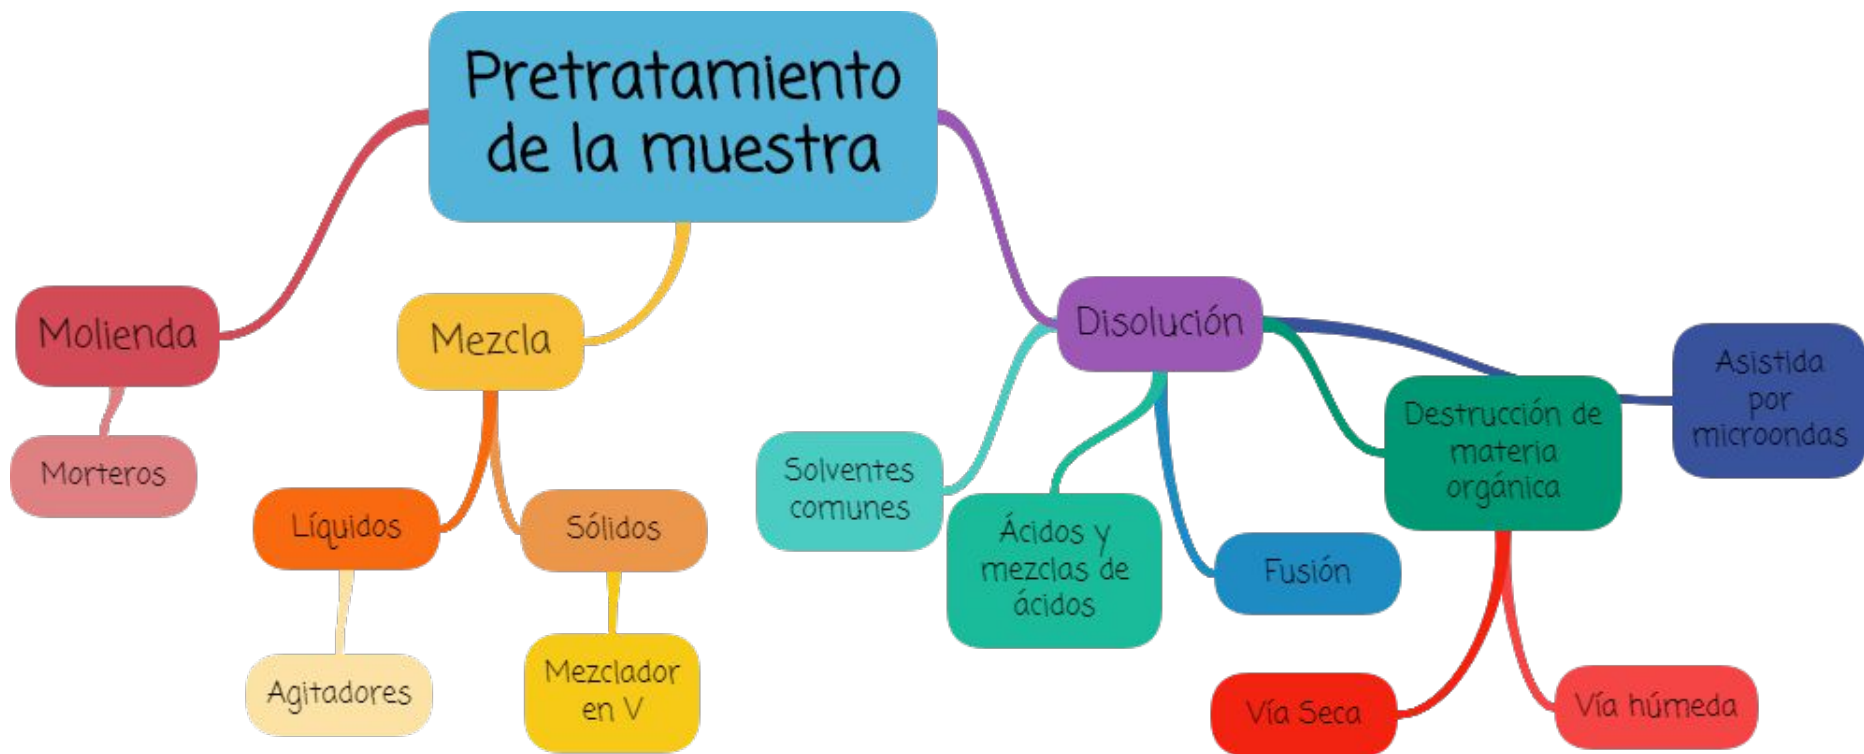 Pretratamiento
de la muestra
Molienda
Morteros
Mezcla
Líquidos
Agitadores
Sólidos
Mezclador
en V
Disolución
Solventes
comunes
Ácidos y
mezclas de
ácidos
Fusión
Destrucción de
materia
orgánica
Vía Seca
Vía húmeda
Asistida
por
microondas